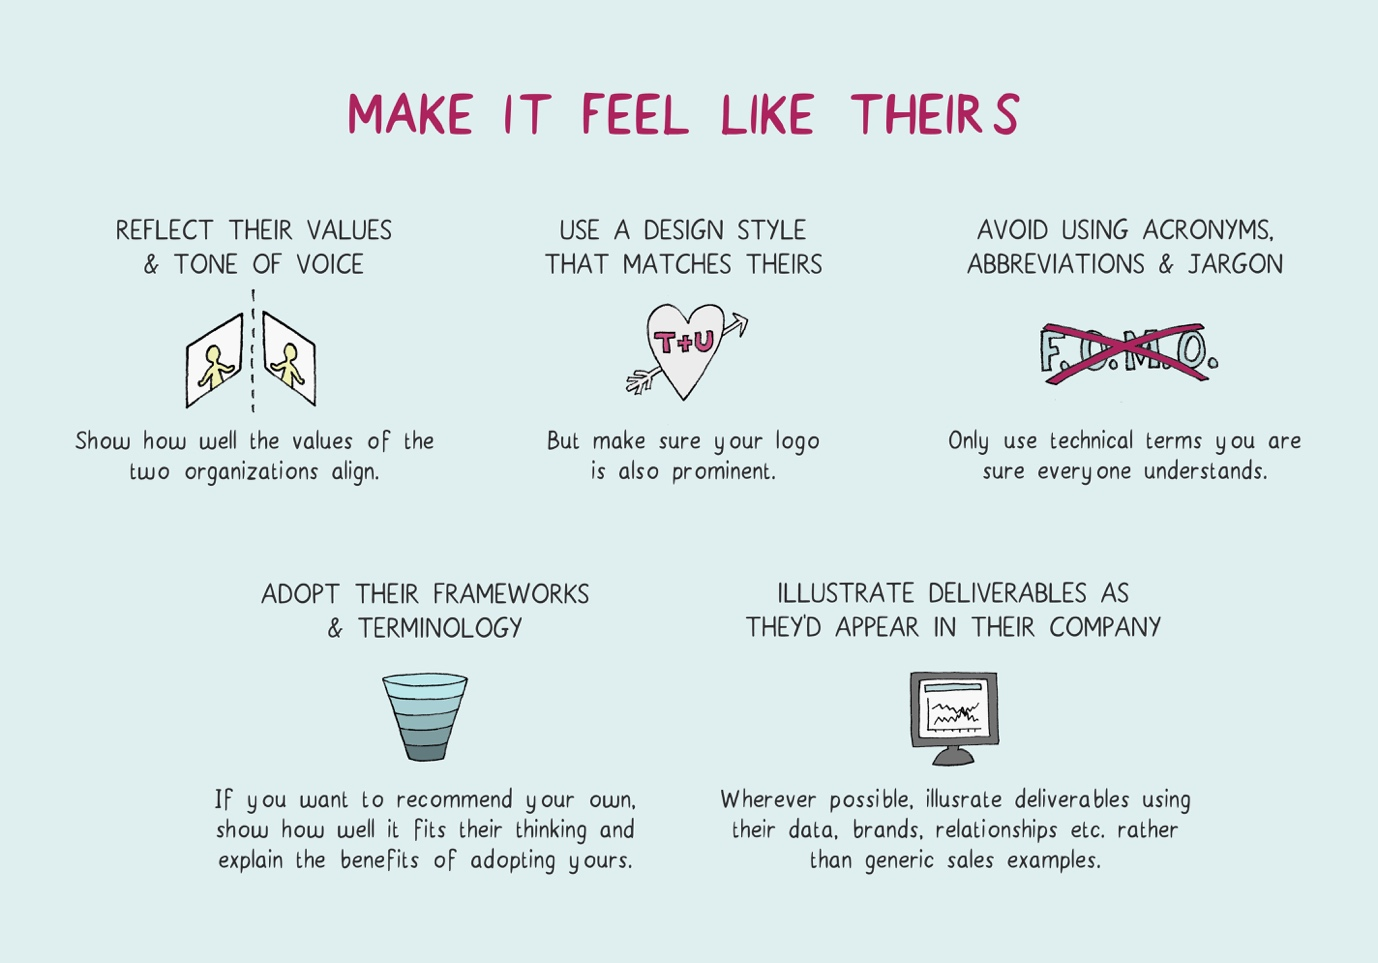 MAKE IT FEEL LIKE THEIRS
REFLECT THEIR VALUES
& TONE OF VOICE
Show how well the values of the
two organizations align.
USE A DESIGN STYLE
THAT MATCHES THEIRS
T+U
But make sure your logo
is also prominent.
AVOID USING ACRONYMS,
ABBREVIATIONS & JARGON
F.O.M.O.
Only use technical terms you are
sure everyone understands.
ADOPT THEIR FRAMEWORKS
& TERMINOLOGY
If you want to recommend your own,
show how well it fits their thinking and
explain the benefits of adopting yours.
ILLUSTRATE DELIVERABLES AS
THEY'D APPEAR IN THEIR COMPANY
Wherever possible, illusrate deliverables using
their data, brands, relationships etc. rather
than generic sales examples.